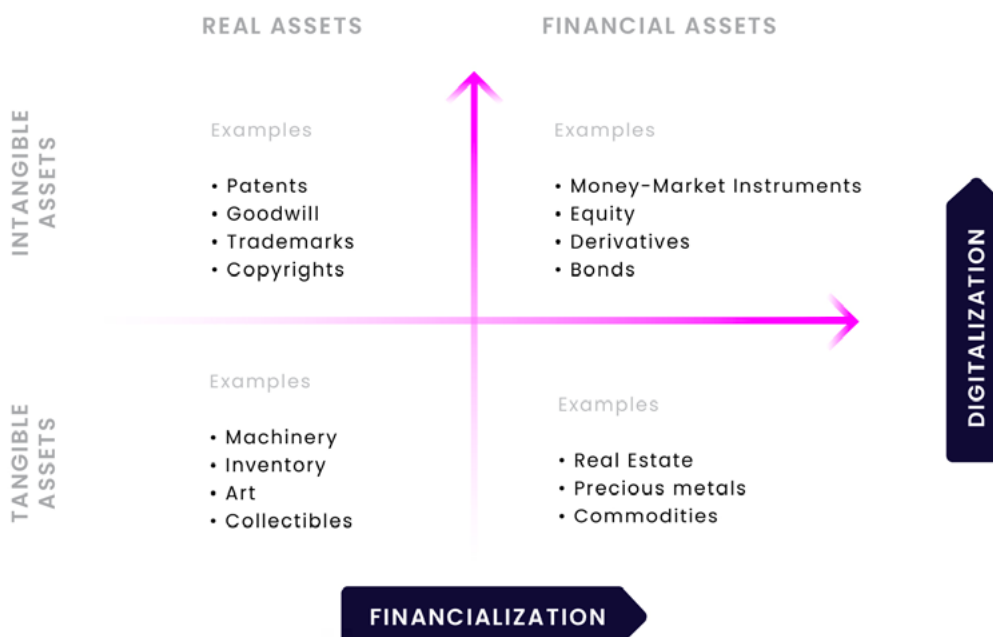 REAL ASSETS
FINANCIAL ASSETS
INTANGIBLE
ASSETS
Examples
• Patents
• Goodwill
• Trademarks
• Copyrights
Examples
• Money-Market Instruments
• Equity
• Derivatives
• Bonds
DIGITALIZATION
TANGIBLE
ASSETS
Examples
• Machinery
• Inventory
• Art
• Collectibles
Examples
• Real Estate
• Precious metals
• Commodities
FINANCIALIZATION